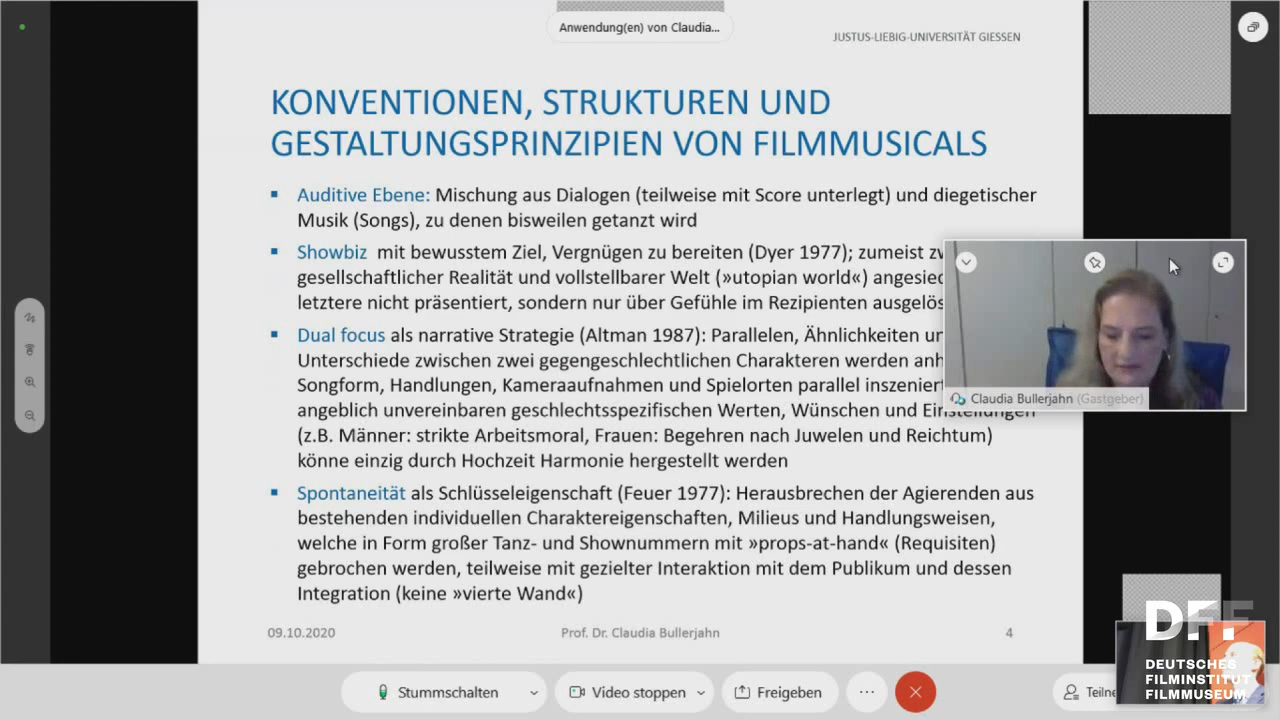 Anwendung(en) von Claudia...
JUSTUS-LIEBIG-UNIVERSITÄT GIESSEN
KONVENTIONEN, STRUKTUREN UND
GESTALTUNGSPRINZIPIEN VON FILMMUSICALS
▪ Auditive Ebene: Mischung aus Dialogen (teilweise mit Score unterlegt) und diegetischer
Musik (Songs), zu denen bisweilen getanzt wird
▪ Showbiz mit bewusstem Ziel, Vergnügen zu bereiten (Dyer 1977); zumeist
gesellschaftlicher Realität und vollstellbarer Welt (»utopian world«)
letztere nicht präsentiert, sondern nur über Gefühle im Rezipienten
▪ Dual focus als narrative Strategie (Altman 1987): Parallelen, Ähnlichkeiten
Unterschiede zwischen zwei gegengeschlechtlichen Charakteren werden
Songform, Handlungen, Kameraaufnahmen und Spielorten parallel
angeblich unvereinbaren geschlechtsspezifischen Werten, Wünschen und Einstellungen
(z.B. Männer: strikte Arbeitsmoral, Frauen: Begehren nach Juwelen und Reichtum)
könne einzig durch Hochzeit Harmonie hergestellt werden
▪ Spontaneität als Schlüsseleigenschaft (Feuer 1977): Herausbrechen der Agierenden aus
bestehenden individuellen Charaktereigenschaften, Milieus und Handlungsweisen,
welche in Form großer Tanz- und Shownummern mit »props-at-hand« (Requisiten)
gebrochen werden, teilweise mit gezielter Interaktion mit dem Publikum und dessen
Integration (keine »vierte Wand«)
09.10.2020 Prof. Dr. Claudia Bullerjahn 4
Claudia Bullerjahn (Gastgeber)
Stummschalten Video stoppen Freigeben ...
DFF.
DEUTSCHES
FILMINSTITUT
FILMMUSEUM